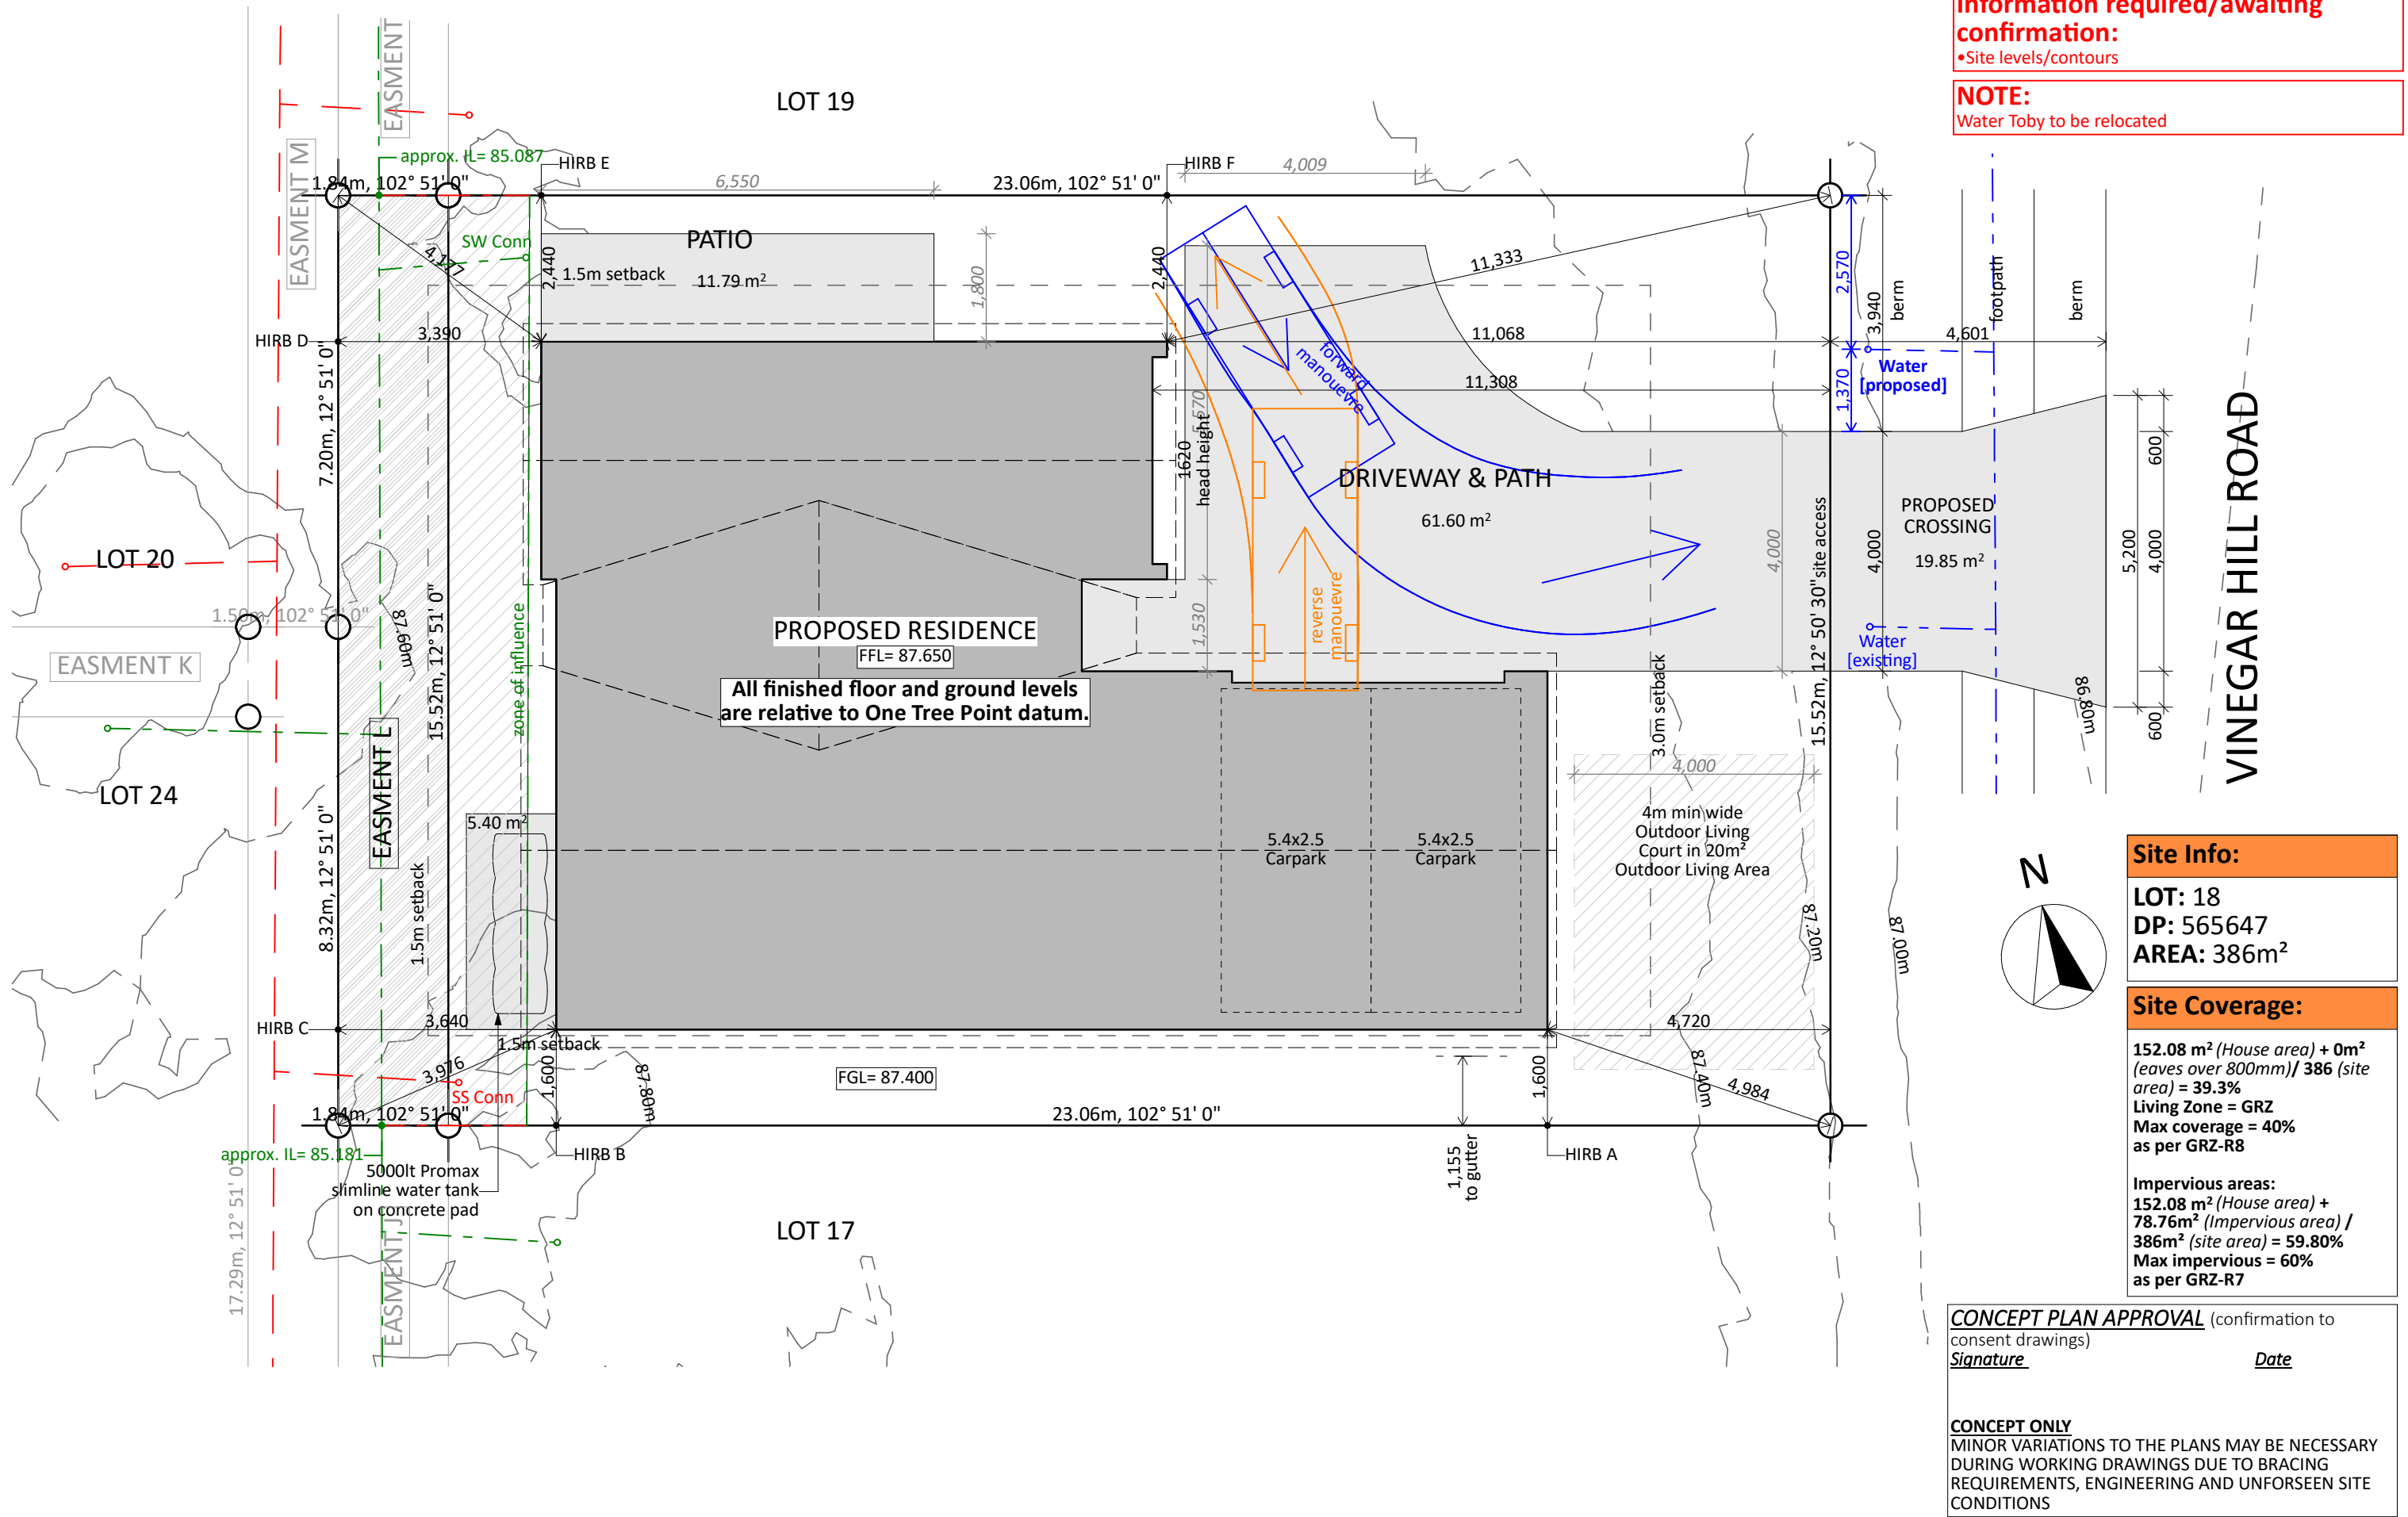 Information required/awaiting
confirmation:
•Site levels/contours
NOTE:
Water Toby to be relocated
EASMENT
LOT 19
EASMENT M
approx. IL= 85.087
HIRB E
HIRB F
4,009
1.84m, 102° 51' 0"
6,550
23.06m, 102° 51' 0"
SW Conn
PATIO
4,177
2,440
1.5m setback
11.79 m²
1,800
2,440
11,333
2,570
3,940
berm
footpath
berm
HIRB D
3,390
11,068
4,601
forward
manouevre
Water
[proposed]
11,308
1,370
7.20m, 12° 51' 0"
1620
head height
DRIVEWAY & PATH
61.60 m²
600
PROPOSED
CROSSING
19.85 m²
site access
4,000
4,000
5,200
4,000
VINEGAR HILL ROAD
LOT 20
1.50m, 102° 51' 0"
87.60m
15.52m, 12° 51' 0"
zone of influence
1,530
reverse
manouevre
EASMENT K
PROPOSED RESIDENCE
FFL= 87.650
All finished floor and ground levels
are relative to One Tree Point datum.
Water
[existing]
15.52m, 12° 50' 30"
3.0m setback
86.80m
600
EASMENT L
LOT 24
4,000
4m min wide
Outdoor Living
Court in 20m²
Outdoor Living Area
5.40 m²
5.4x2.5
Carpark
5.4x2.5
Carpark
8.32m, 12° 51' 0"
1.5m setback
87.20m
87.00m
N
Site Info:
LOT: 18
DP: 565647
AREA: 386m²
HIRB C
3,640
1.5m setback
4,720
3,976
SS Conn
1,600
87.80m
FGL= 87.400
1,600
87.40m
4,984
1.84m, 102° 51' 0"
23.06m, 102° 51' 0"
approx. IL= 85.181
HIRB B
HIRB A
1,155
to gutter
17.29m, 12° 51' 0"
5000lt Promax
slimline water tank
on concrete pad
EASMENT J
LOT 17
Site Coverage:
152.08 m² (House area) + 0m²
(eaves over 800mm)/ 386 (site
area) = 39.3%
Living Zone = GRZ
Max coverage = 40%
as per GRZ-R8
Impervious areas:
152.08 m² (House area) +
78.76m² (Impervious area) /
386m² (site area) = 59.80%
Max impervious = 60%
as per GRZ-R7
CONCEPT PLAN APPROVAL (confirmation to
consent drawings)
Signature Date
CONCEPT ONLY
MINOR VARIATIONS TO THE PLANS MAY BE NECESSARY
DURING WORKING DRAWINGS DUE TO BRACING
REQUIREMENTS, ENGINEERING AND UNFORSEEN SITE
CONDITIONS